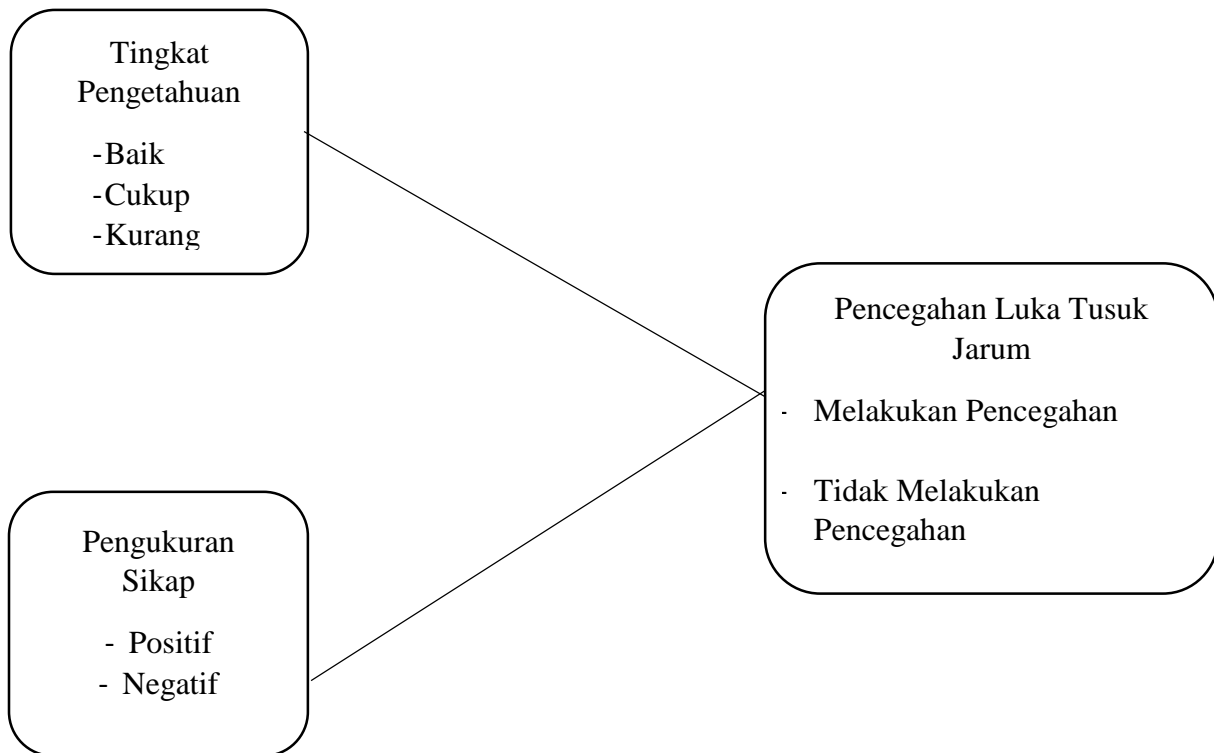 Tingkat
Pengetahuan
-Baik
-Cukup
-Kurang
Pencegahan Luka Tusuk
Jarum
- Melakukan Pencegahan
- Tidak Melakukan
Pencegahan
Pengukuran
Sikap
- Positif
- Negatif